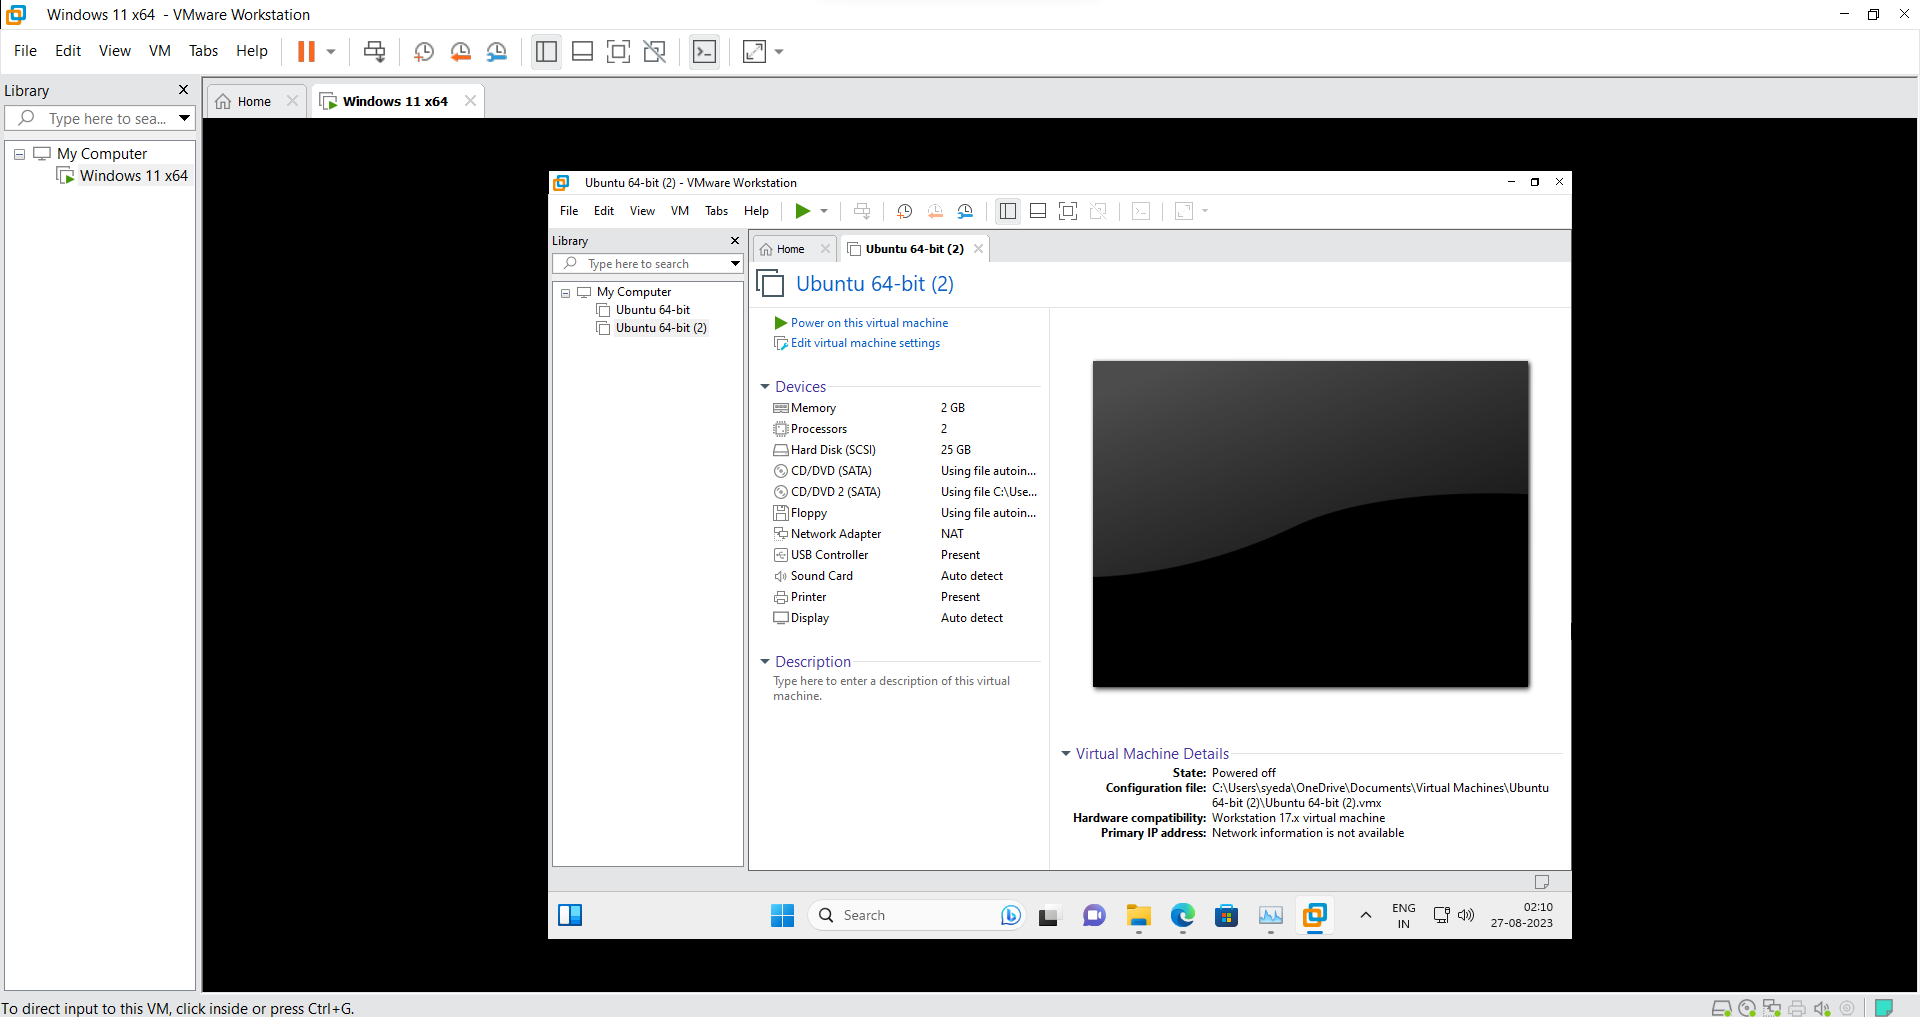 Windows 11 x64 - VMware Workstation
File Edit View VM Tabs Help
Library
Type here to sea...
My Computer
Windows 11 x64
Home
Windows 11 x64
Ubuntu 64-bit (2) - VMware Workstation
File Edit View VM Tabs Help
Library
Type here to search
My Computer
Ubuntu 64-bit
Ubuntu 64-bit (2)
Home
Ubuntu 64-bit (2)
Ubuntu 64-bit (2)
Power on this virtual machine
Edit virtual machine settings
Devices
Memory 2 GB
Processors 2
Hard Disk (SCSI) 25 GB
CD/DVD (SATA) Using file autoin...
CD/DVD 2 (SATA) Using file C:\Use...
Floppy Using file autoin...
Network Adapter NAT
USB Controller Present
Sound Card Auto detect
Printer Present
Display Auto detect
Description
Type here to enter a description of this virtual
machine.
Virtual Machine Details
State: Powered off
Configuration file: C:\Users\syeda\OneDrive\Documents\Virtual Machines\Ubuntu
64-bit (2)\Ubuntu 64-bit (2).vmx
Hardware compatibility: Workstation 17.x virtual machine
Primary IP address: Network information is not available
Search
ENG
IN
02:10
27-08-2023
To direct input to this VM, click inside or press Ctrl+G.